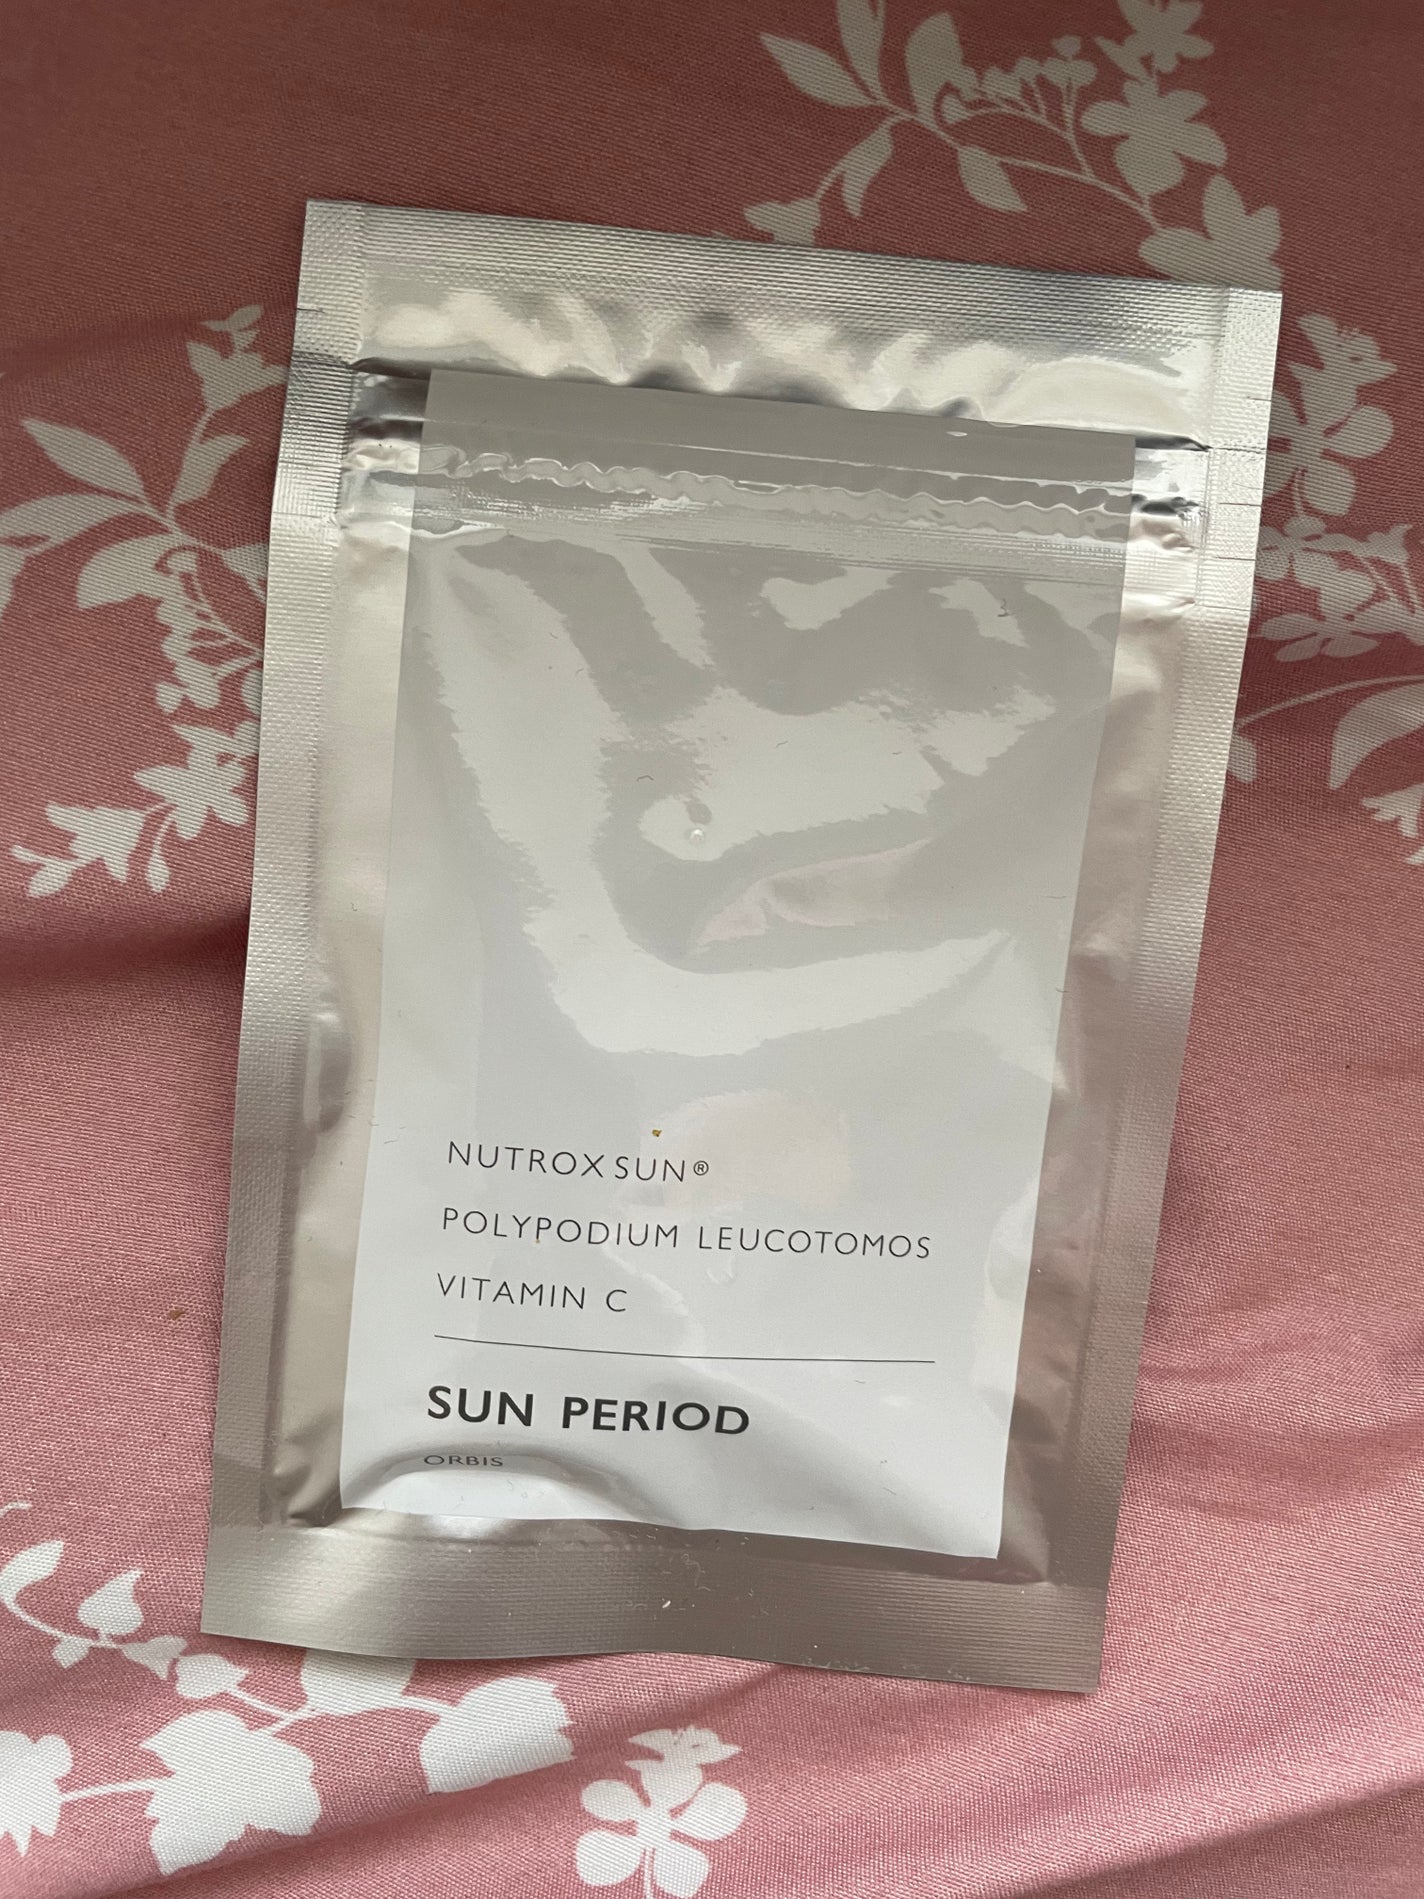 NUTROX SUN®
POLYPODIUM LEUCOTOMOS
VITAMIN C
SUN PERIOD
ORBIS